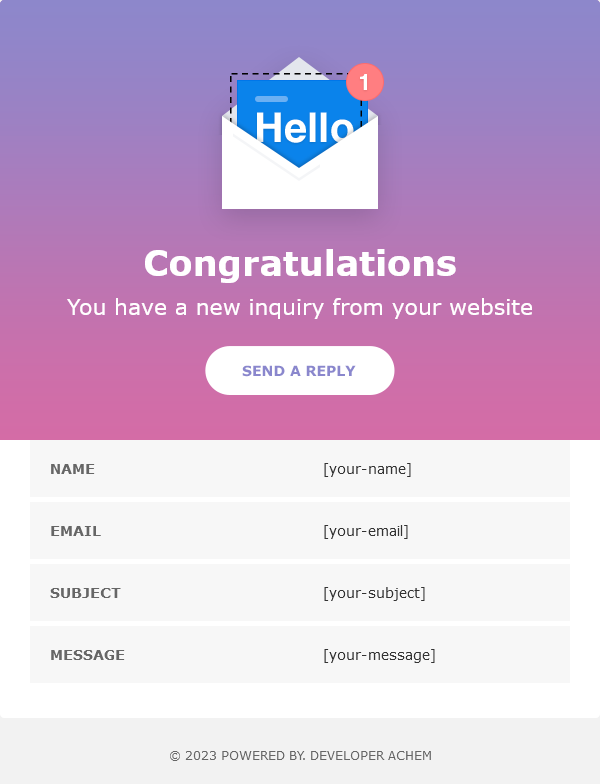 1
Hello
Congratulations
You have a new inquiry from your website
SEND A REPLY
NAME [your-name]
EMAIL [your-email]
SUBJECT [your-subject]
MESSAGE [your-message]
© 2023 POWERED BY. DEVELOPER ACHEM